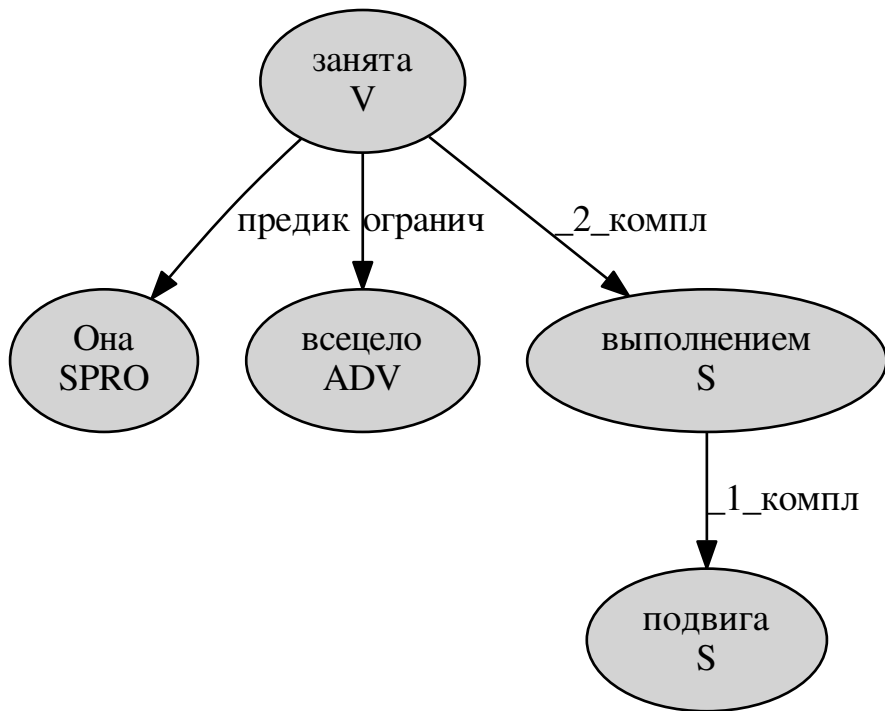 занята
V
предик огранич _2_компл
Она
SPRO
всецело
ADV
выполнением
S
_1_компл
подвига
S